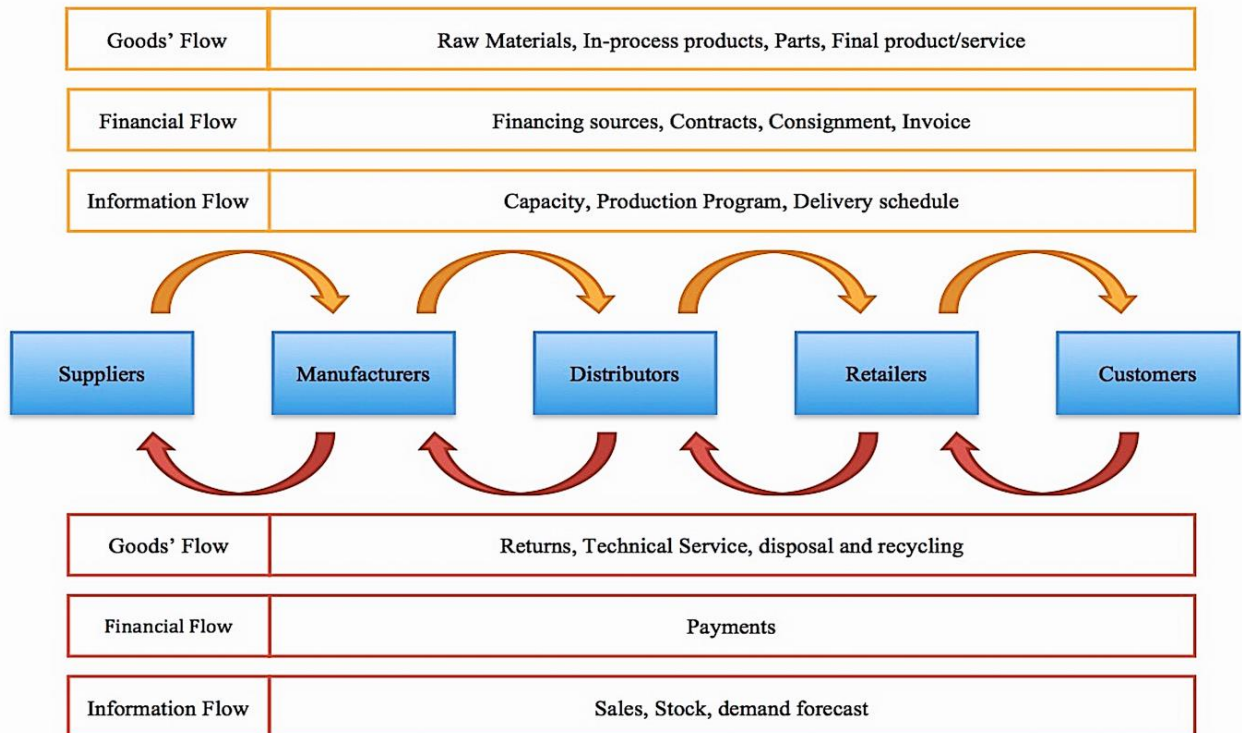 Goods’ Flow
Raw Materials, In-process products, Parts, Final product/service
Financial Flow
Financing sources, Contracts, Consignment, Invoice
Information Flow
Capacity, Production Program, Delivery schedule
Suppliers
Manufacturers
Distributors
Retailers
Customers
Goods’ Flow
Returns, Technical Service, disposal and recycling
Financial Flow
Payments
Information Flow
Sales, Stock, demand forecast